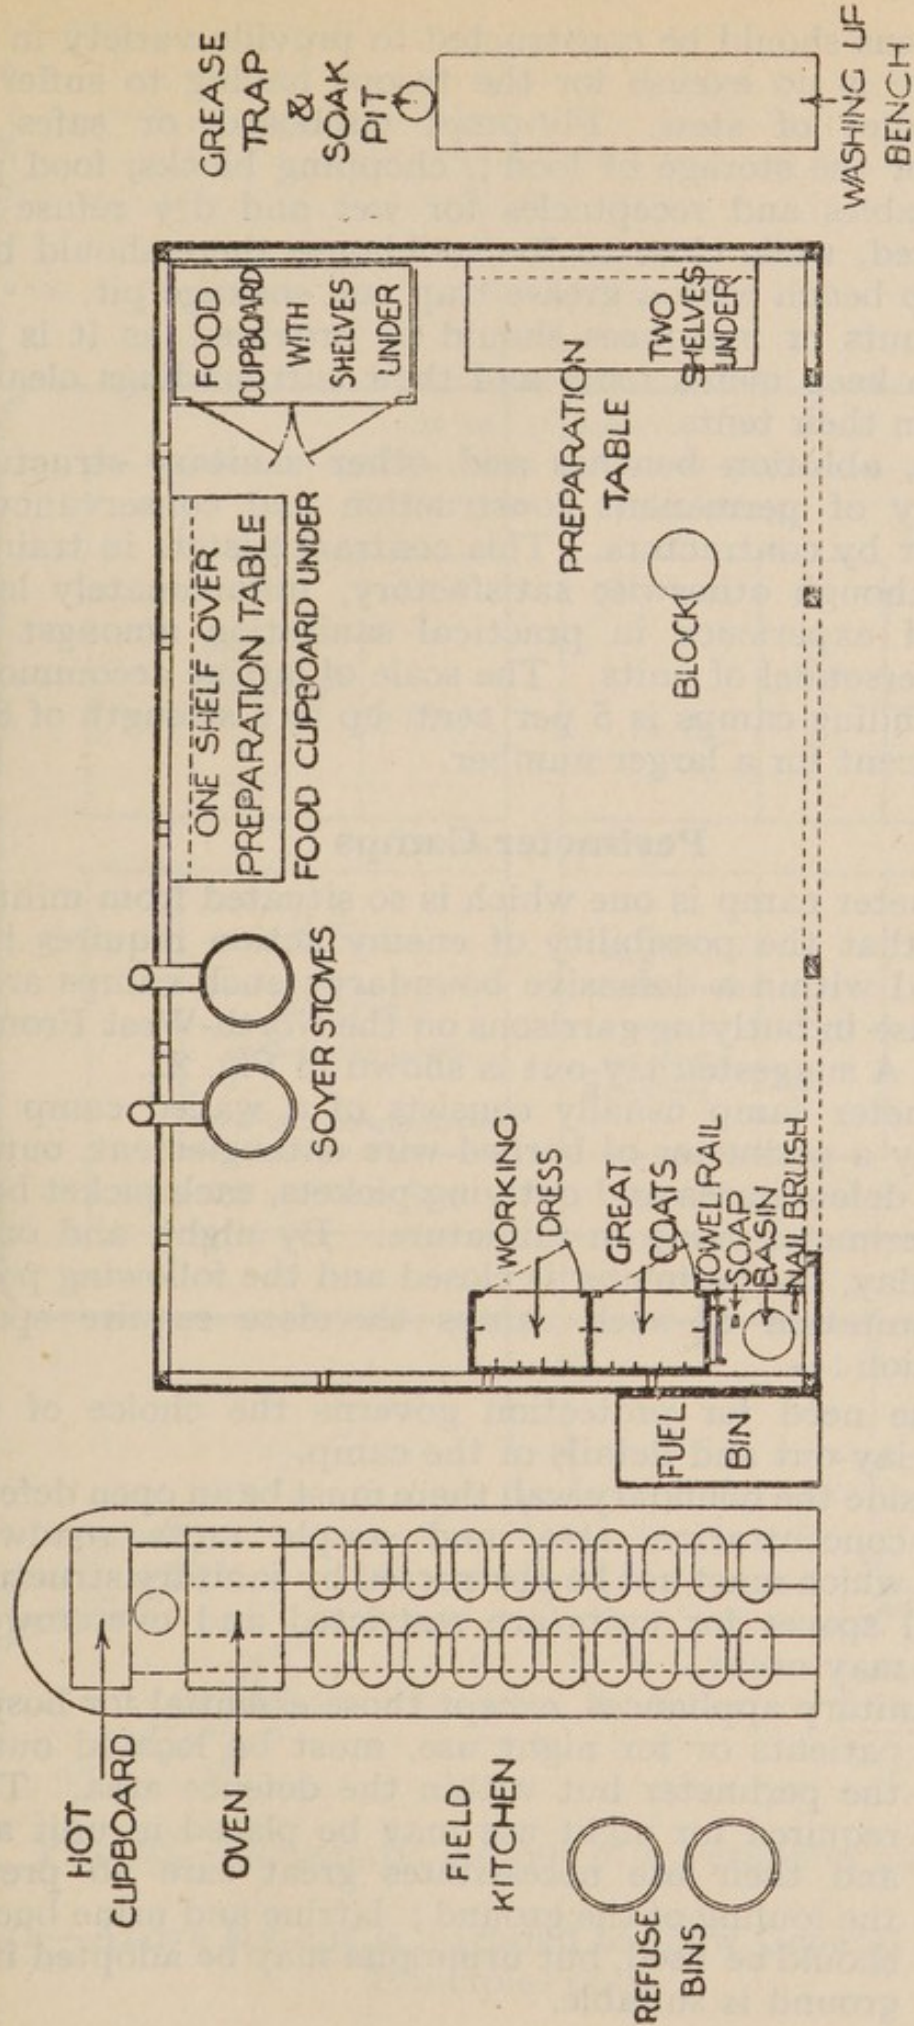 HOT
CUPBOARD
OVEN
FIELD
KITCHEN
REFUSE
BINS
FUEL
BIN
SOYER STOVES
WORKING
DRESS
GREAT
COATS
TOWEL RAIL
SOAP
BASIN
NAIL BRUSH
ONE SHELF OVER
PREPARATION TABLE
FOOD CUPBOARD UNDER
BLOCK
FOOD
CUPBOARD
WITH
SHELVES
UNDER
PREPARATION
TABLE
TWO
SHELVES
UNDER
GREASE
TRAP
&
SOAK
PIT
WASHING UP
BENCH